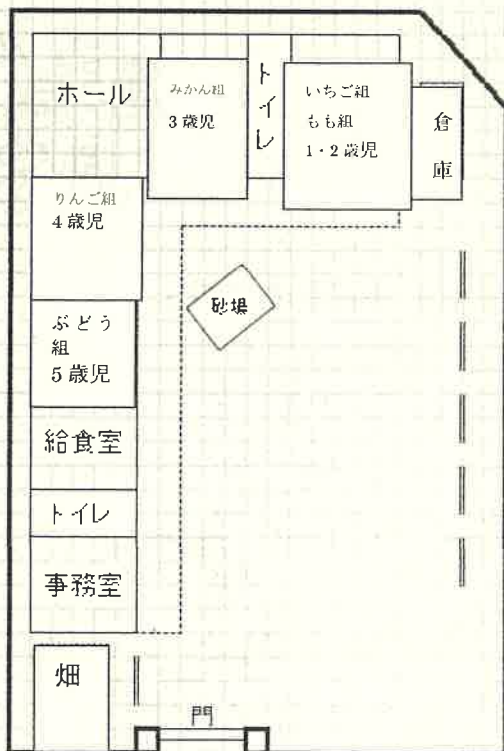 ホール
みかん組
3歳児
トイレ
いちご組
もも組
1・2歳児
倉庫
りんご組
4歳児
砂場
ぶどう
組
5歳児
給食室
トイレ
事務室
畑
門